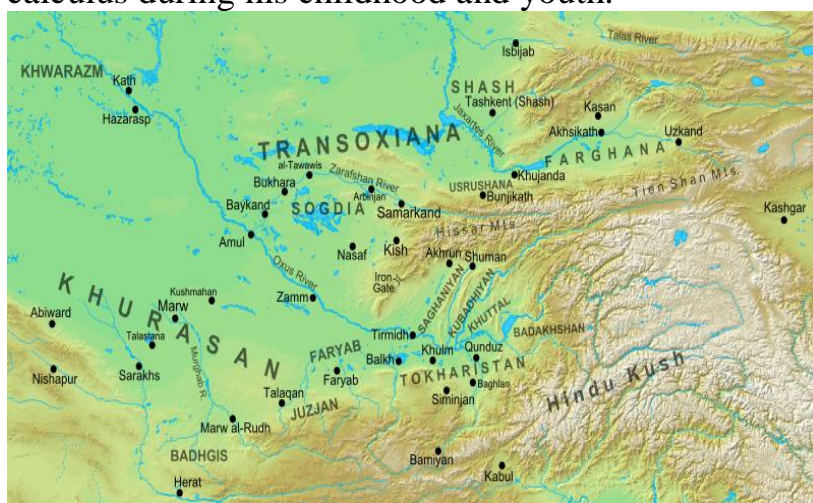 calculus during his childhood and youth.
Isbijab
Talas River
KHWARAZM
Kath
SHASH
Hazarasp
Tashkent (Shash)
Kasan
Jaxartes River
Akhsikath
Uzkand
TRANSOXIANA
FARGHANA
al-Tawawis
Zarafshan River
Khujanda
Bukhara
Arbinjan
USRUSHANA
Bunjikath
Tien Shan Mts.
Baykand
SOGDIA
Samarkand
Kashgar
Hissar Mts.
Amul
Nasaf
Kish
Akhrun
Shuman
Oxus River
Iron-
Gate
SAGHANIYAN
KUBADHIYAN
KHUTTAL
KHURASAN
Kushmahan
Zamm
Abiward
Marw
BADAKHSHAN
Talastana
Tirmidh
Murghab R.
FARYAB
Balkh
Khulm
Qunduz
Nishapur
Sarakhs
Faryab
TOKHARISTAN
Baghlan
Hindu Kush
Talaqan
JUZJAN
Siminjan
Marw al-Rudh
BADGHIS
Bamiyan
Kabul
Herat